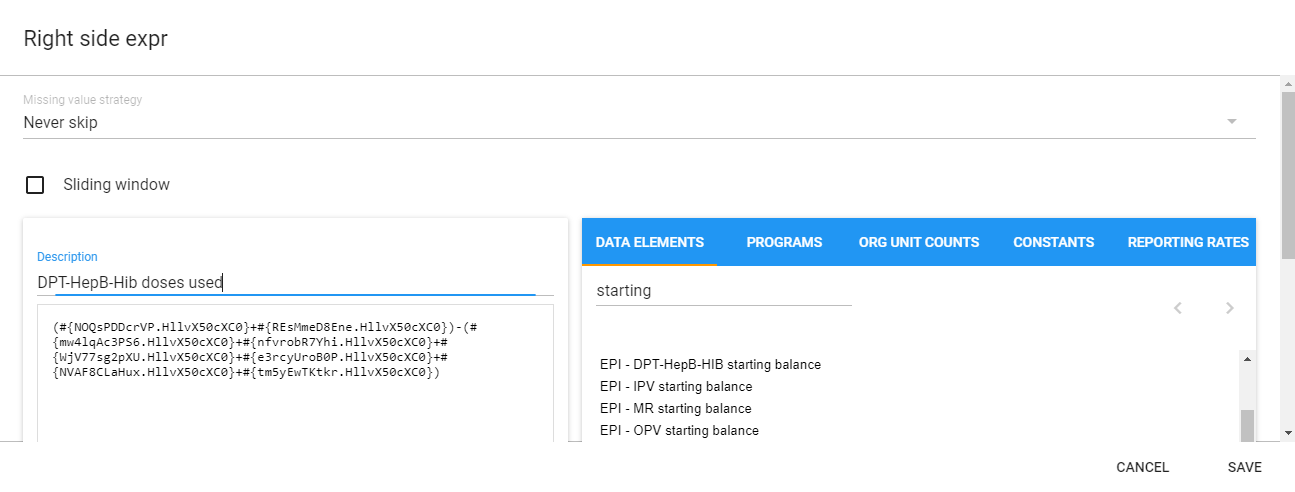 Right side expr
Missing value strategy
Never skip
Sliding window
Description
DPT-HepB-Hib doses used
(#{NOQsPDDcrVP.HllvX50cXC0}+#{REsMmeD8Ene.HllvX50cXC0})-(#
{mw4lqAc3PS6.HllvX50cXC0}+#{nfvrobR7Yhi.HllvX50cXC0}+#
{WjV77sg2pXU.HllvX50cXC0}+#{e3rcyUroB0P.HllvX50cXC0}+#
{NVAF8CLaHux.HllvX50cXC0}+#{tm5yEwTKtkr.HllvX50cXC0})
DATA ELEMENTS PROGRAMS ORG UNIT COUNTS CONSTANTS REPORTING RATES
starting
EPI - DPT-HepB-HIB starting balance
EPI - IPV starting balance
EPI - MR starting balance
EPI - OPV starting balance
CANCEL SAVE